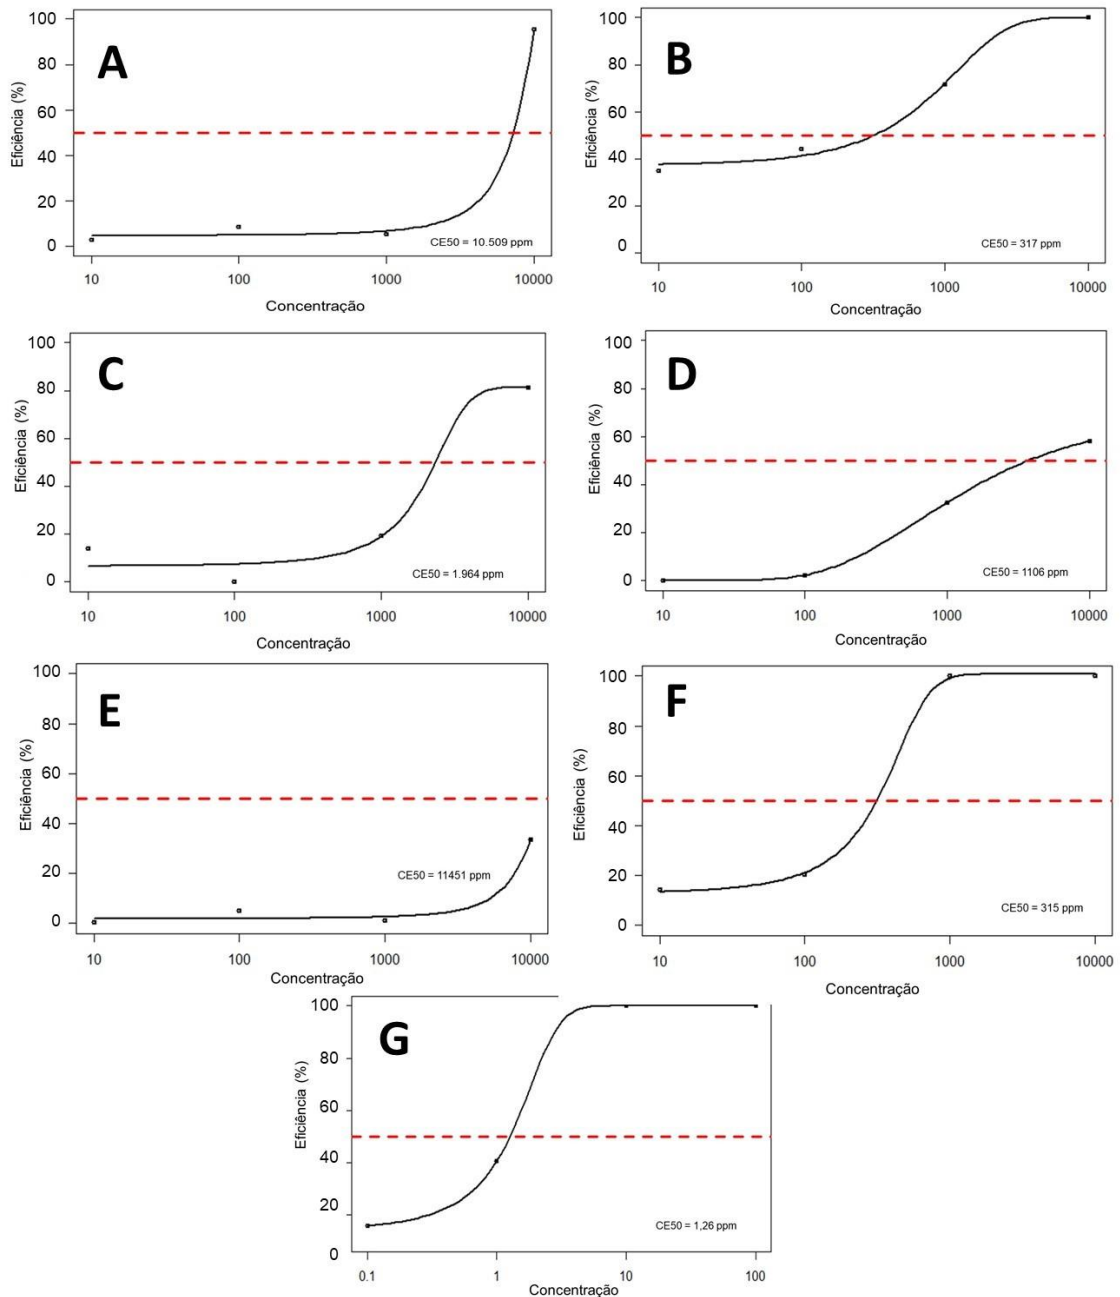 A
Eficiência (%)
100
80
60
40
20
0
CE50 = 10.509 ppm
10 100 1000 10000
Concentração
B
Eficiência (%)
100
80
60
40
20
0
CE50 = 317 ppm
10 100 1000 10000
Concentração
C
Eficiência (%)
100
80
60
40
20
0
CE50 = 1.964 ppm
10 100 1000 10000
Concentração
D
Eficiência (%)
100
80
60
40
20
0
CE50 = 1106 ppm
10 100 1000 10000
Concentração
E
Eficiência (%)
100
80
60
40
20
0
CE50 = 11451 ppm
10 100 1000 10000
Concentração
F
Eficiência (%)
100
80
60
40
20
0
CE50 = 315 ppm
10 100 1000 10000
Concentração
G
Eficiência (%)
100
80
60
40
20
0
CE50 = 1,26 ppm
0.1 1 10 100
Concentração